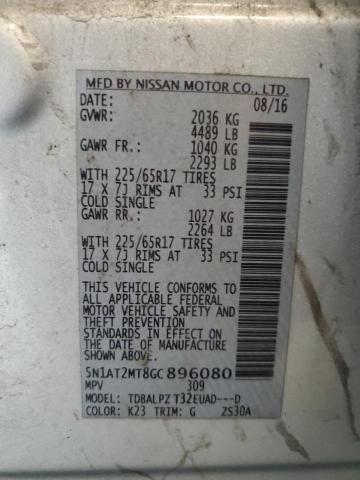 MFD BY NISSAN MOTOR CO., LTD.
DATE: 08/16
GVWR: 2036 KG
4489 LB
GAWR FR: 1040 KG
2293 LB
WITH 225/65R17 TIRES
17 X 7J RIMS AT 33 PSI
COLD SINGLE
GAWR RR: 1027 KG
2264 LB
WITH 225/65R17 TIRES
17 X 7J RIMS AT 33 PSI
COLD SINGLE
THIS VEHICLE CONFORMS TO
ALL APPLICABLE FEDERAL
MOTOR VEHICLE SAFETY
STANDARDS IN EFFECT ON
THE DATE OF MANUFACTURE
SHOWN ABOVE.
5N1AT2MT8GC896080
MPV 309
MODEL: TDBALPZ T32EUAD---D
COLOR: K23 TRIM: G ZS30A